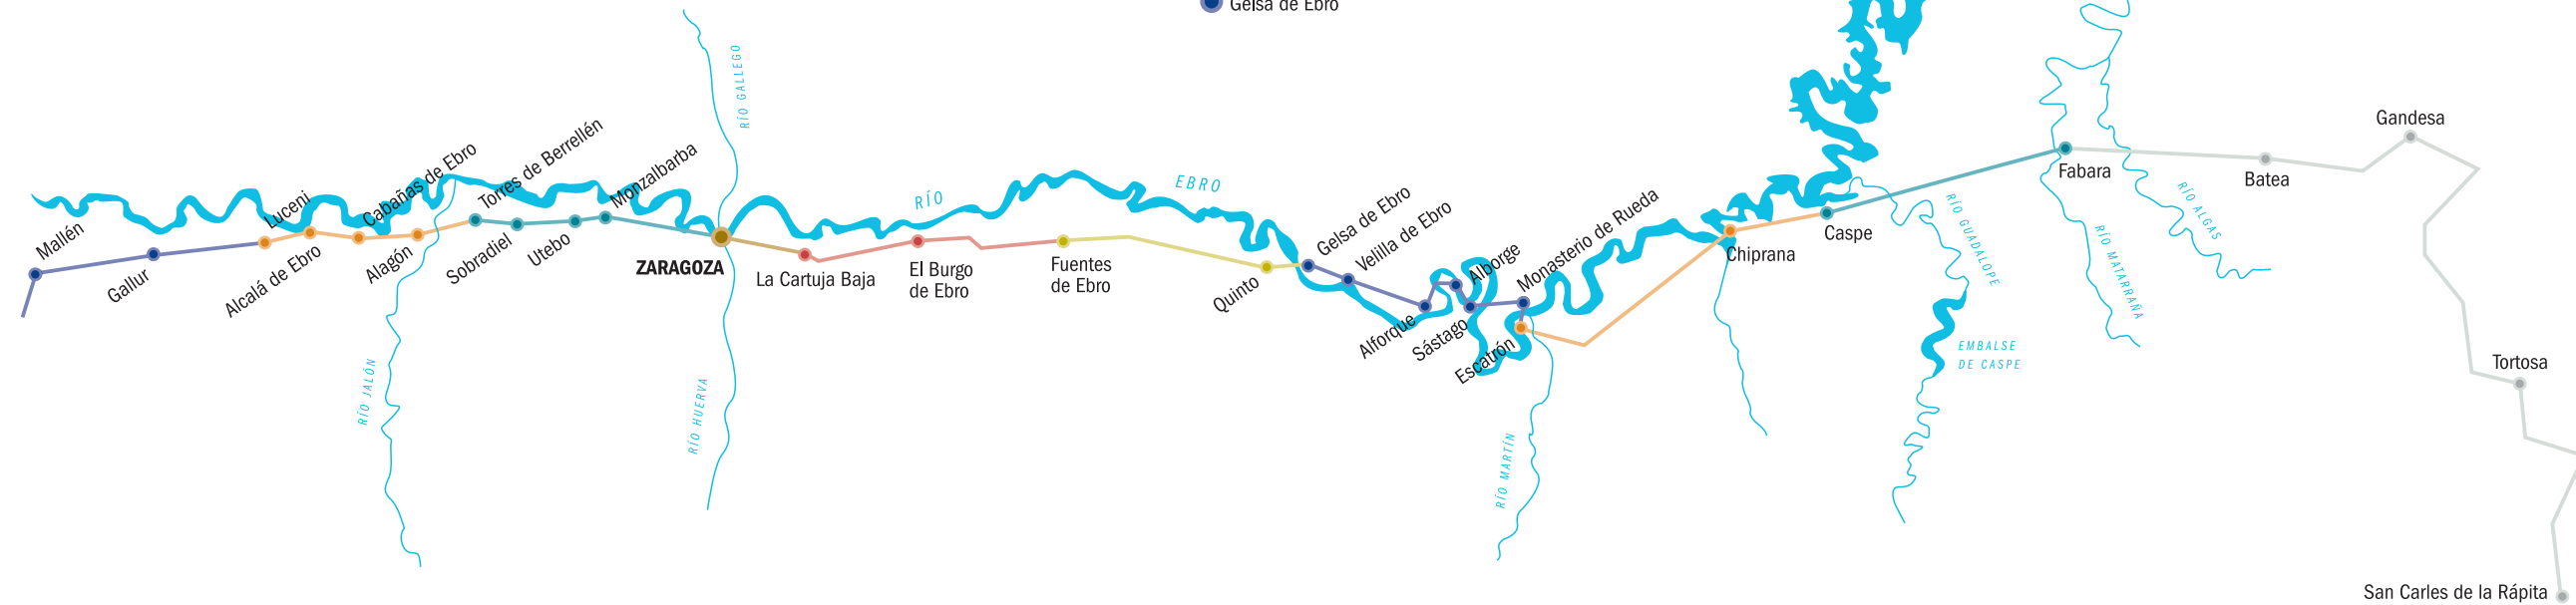 Gelsa de Ebro
RÍO GALLEGO
Mallén
Gallur
Luceni
Alcalá de Ebro
Cabañas de Ebro
Alagón
Torres de Berrellén
Sobradiel
Utebo
Monzalbarba
ZARAGOZA
RÍO JALÓN
RÍO HUERVA
La Cartuja Baja
RÍO
EBRO
El Burgo
de Ebro
Fuentes
de Ebro
Quinto
Gelsa de Ebro
Velilla de Ebro
Alforque
Alborge
Sástago
Monasterio de Rueda
Escatrón
RÍO MARTÍN
Chiprana
Caspe
RÍO GUADALOPE
EMBALSE
DE CASPE
Fabara
RÍO MATARRAÑA
RÍO ALGAS
Batea
Gandesa
Tortosa
San Carles de la Rápita